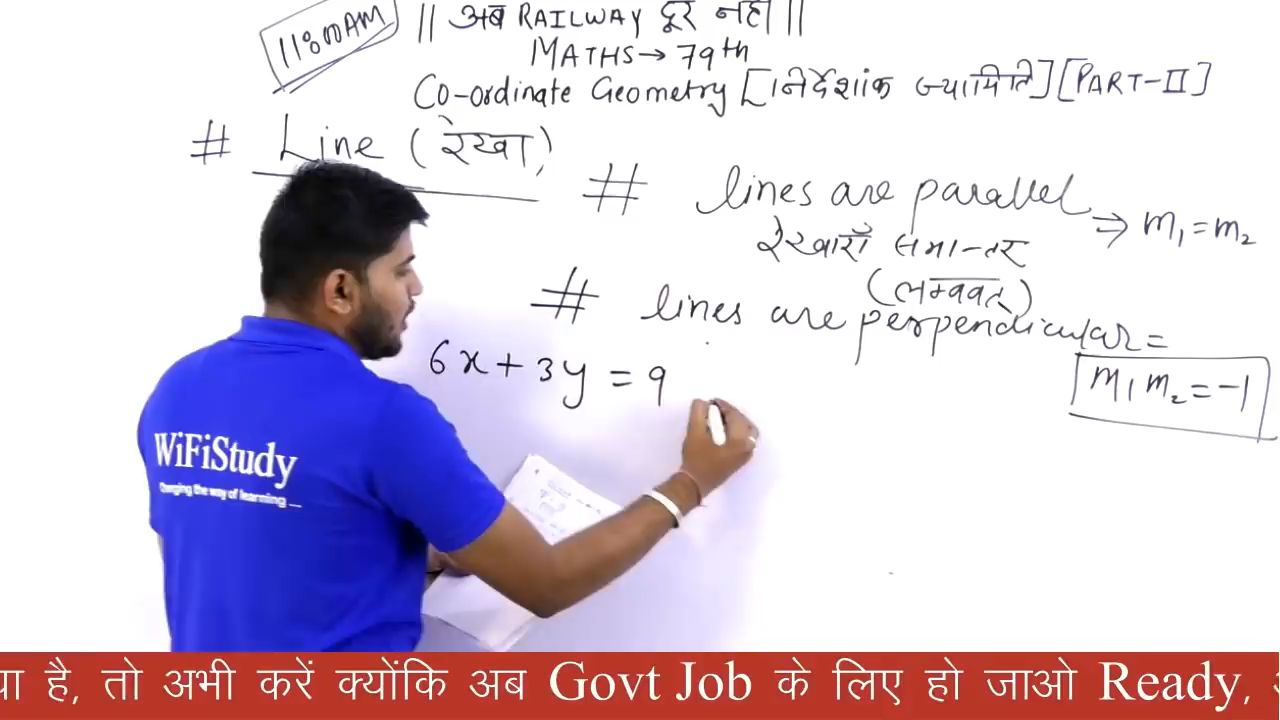 11:00AM
|| अब RAILWAY दूर नहीं ||
MATHS→ 79th
Co-ordinate Geometry [निर्देशांक ज्यामिति] [PART-II]
# Line (रेखा)
# lines are parallel ⇒ m₁=m₂
रेखाएँ समान्तर
(लम्बवत्)
# lines are perpendicular =
m₁m₂=-1
6x+3y=9
WiFiStudy
Changing the way of learning ....
है, तो अभी करें क्योंकि अब Govt Job के लिए हो जाओ Ready,